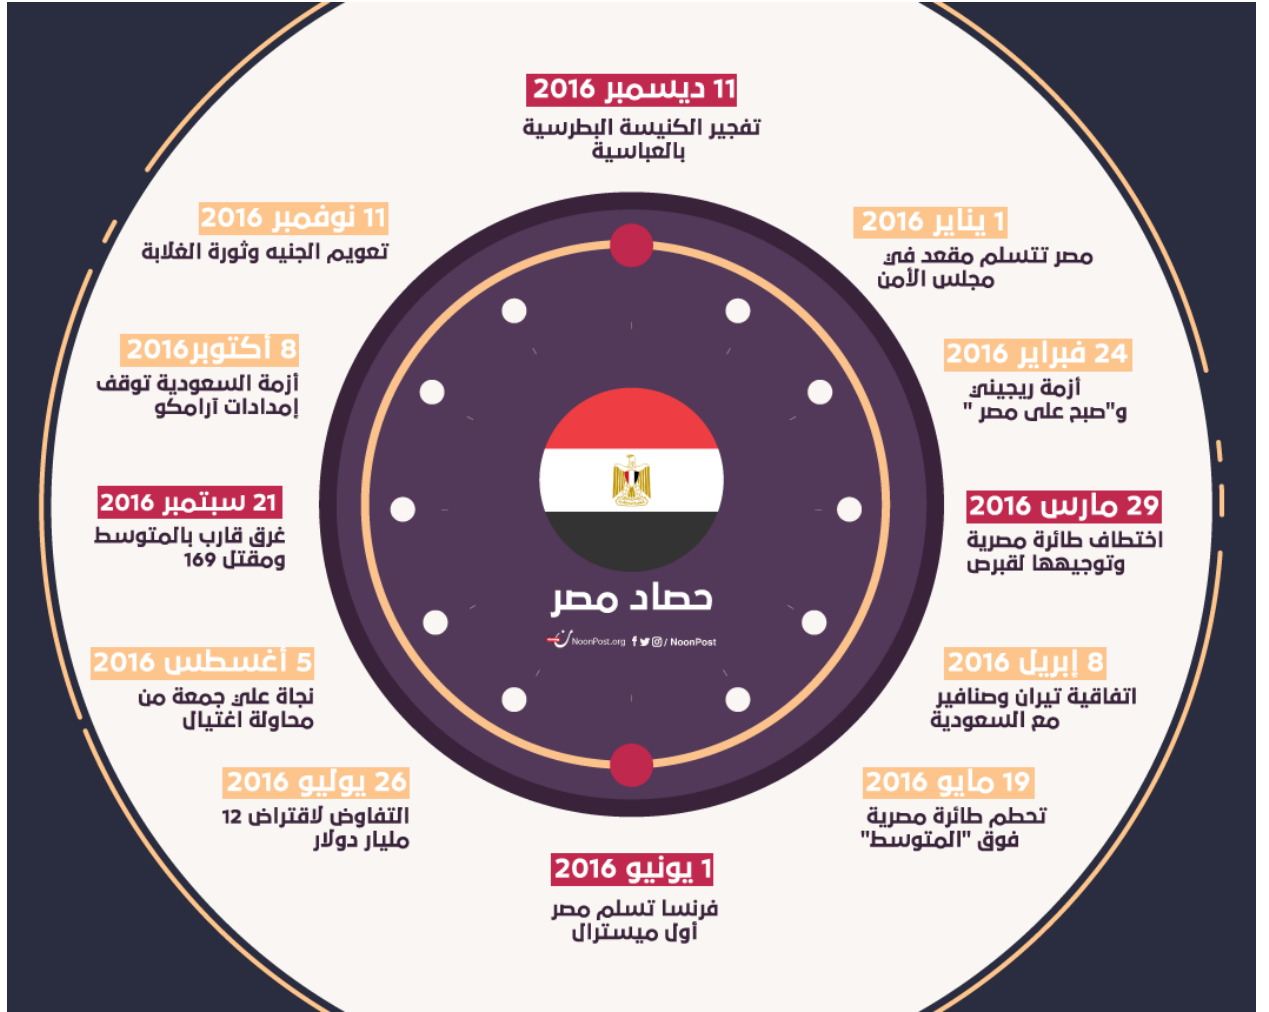 11 ديسمبر 2016
تفجير الكنيسة البطرسية
بالعباسية
1 يناير 2016
مصر تتسلم مقعد في
مجلس الأمن
24 فبراير 2016
أزمة ريجيني
و"صبح على مصر "
29 مارس 2016
اختطاف طائرة مصرية
وتوجيهها لقبرص
8 إبريل 2016
اتفاقية تيران وصنافير
مع السعودية
19 مايو 2016
تحطم طائرة مصرية
فوق "المتوسط"
1 يونيو 2016
فرنسا تسلم مصر
أول ميسترال
26 يوليو 2016
التفاوض لاقتراض 12
مليار دولار
5 أغسطس 2016
نجاة علي جمعة من
محاولة اغتيال
21 سبتمبر 2016
غرق قارب بالمتوسط
ومقتل 169
8 أكتوبر2016
أزمة السعودية توقف
إمدادات آرامكو
11 نوفمبر 2016
تعويم الجنيه وثورة الغلابة
حصاد مصر
NoonPost.org / NoonPost